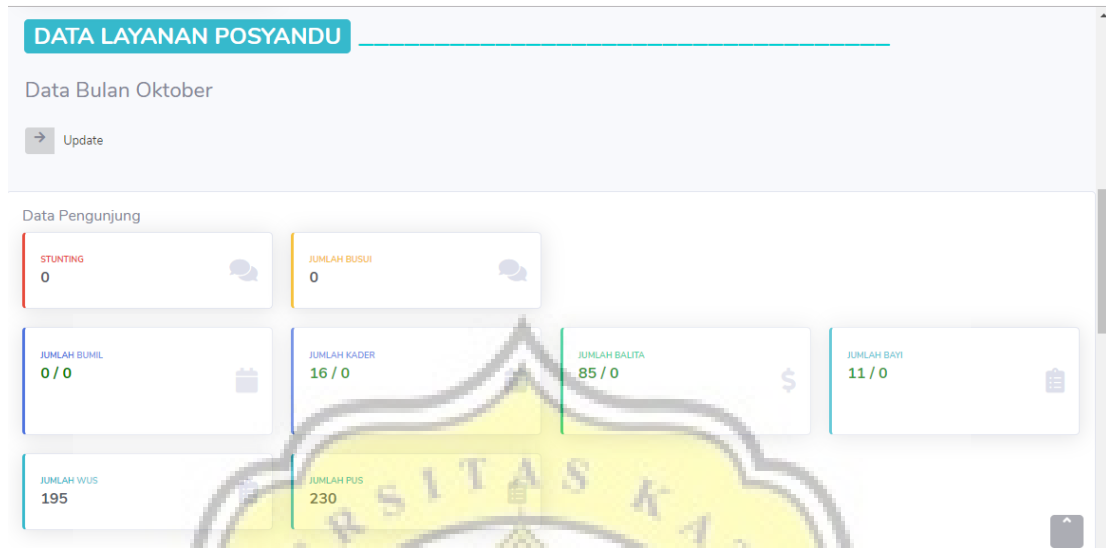 DATA LAYANAN POSYANDU
Data Bulan Oktober
Update
Data Pengunjung
STUNTING
0
JUMLAH BUSUI
0
JUMLAH BUMIL
0 / 0
JUMLAH KADER
16 / 0
JUMLAH BALITA
85 / 0
JUMLAH BAYI
11 / 0
JUMLAH WUS
195
JUMLAH PUS
230
R S I T A S K A